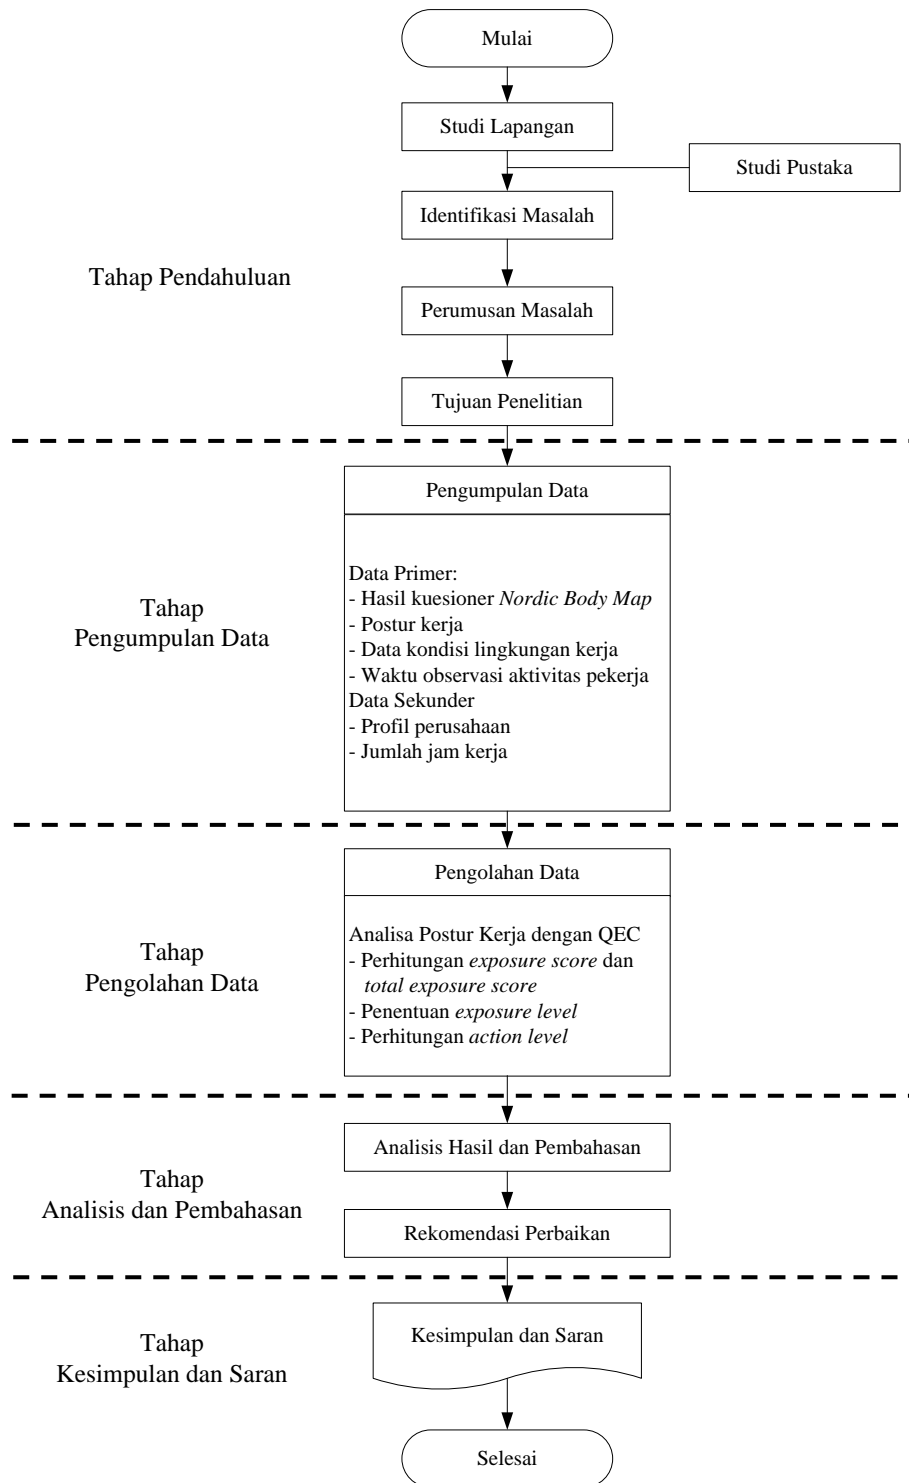 Mulai
Studi Lapangan
Studi Pustaka
Identifikasi Masalah
Tahap Pendahuluan
Perumusan Masalah
Tujuan Penelitian
Pengumpulan Data
Tahap
Pengumpulan Data
Data Primer:
- Hasil kuesioner Nordic Body Map
- Postur kerja
- Data kondisi lingkungan kerja
- Waktu observasi aktivitas pekerja
Data Sekunder
- Profil perusahaan
- Jumlah jam kerja
Pengolahan Data
Tahap
Pengolahan Data
Analisa Postur Kerja dengan QEC
- Perhitungan exposure score dan
total exposure score
- Penentuan exposure level
- Perhitungan action level
Tahap
Analisis dan Pembahasan
Analisis Hasil dan Pembahasan
Rekomendasi Perbaikan
Tahap
Kesimpulan dan Saran
Kesimpulan dan Saran
Selesai